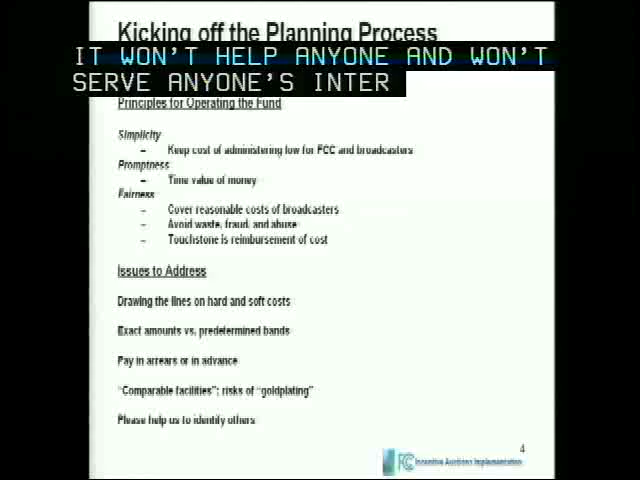 Kicking off the Planning Process
IT WON'T HELP ANYONE AND WON'T
SERVE ANYONE'S INTER
Principles for Operating the Fund
Simplicity
– Keep cost of administering low for FCC and broadcasters
Promptness
– Time value of money
Fairness
– Cover reasonable costs of broadcasters
– Avoid waste, fraud, and abuse
– Touchstone is reimbursement of cost
Issues to Address
Drawing the lines on hard and soft costs
Exact amounts vs. predetermined bands
Pay in arrears or in advance
"Comparable facilities"; risks of "goldplating"
Please help us to identify others
4
FCC Incentive Auctions Implementation